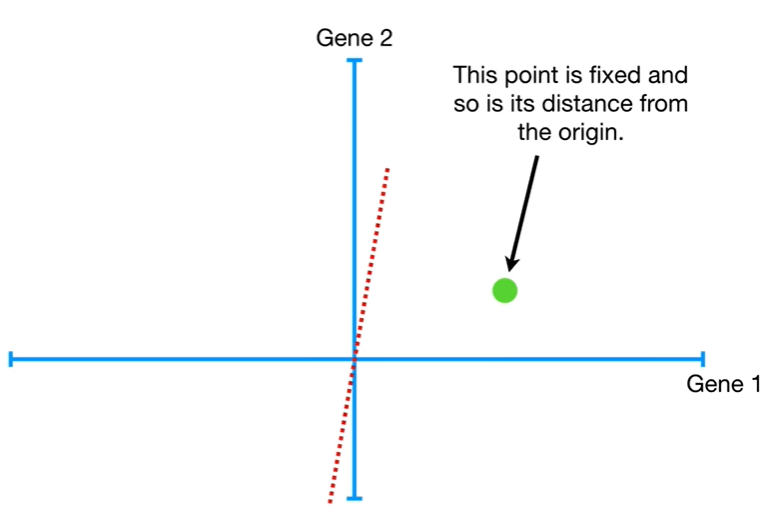 Gene 2
This point is fixed and
so is its distance from
the origin.
Gene 1